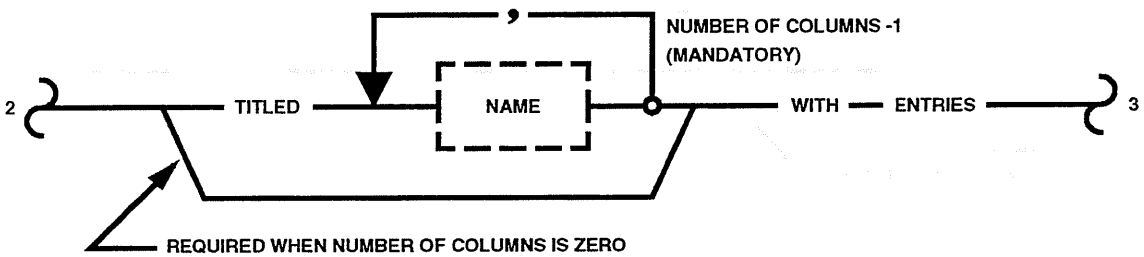 ,
NUMBER OF COLUMNS -1
(MANDATORY)
2 TITLED NAME WITH ENTRIES 3
REQUIRED WHEN NUMBER OF COLUMNS IS ZERO